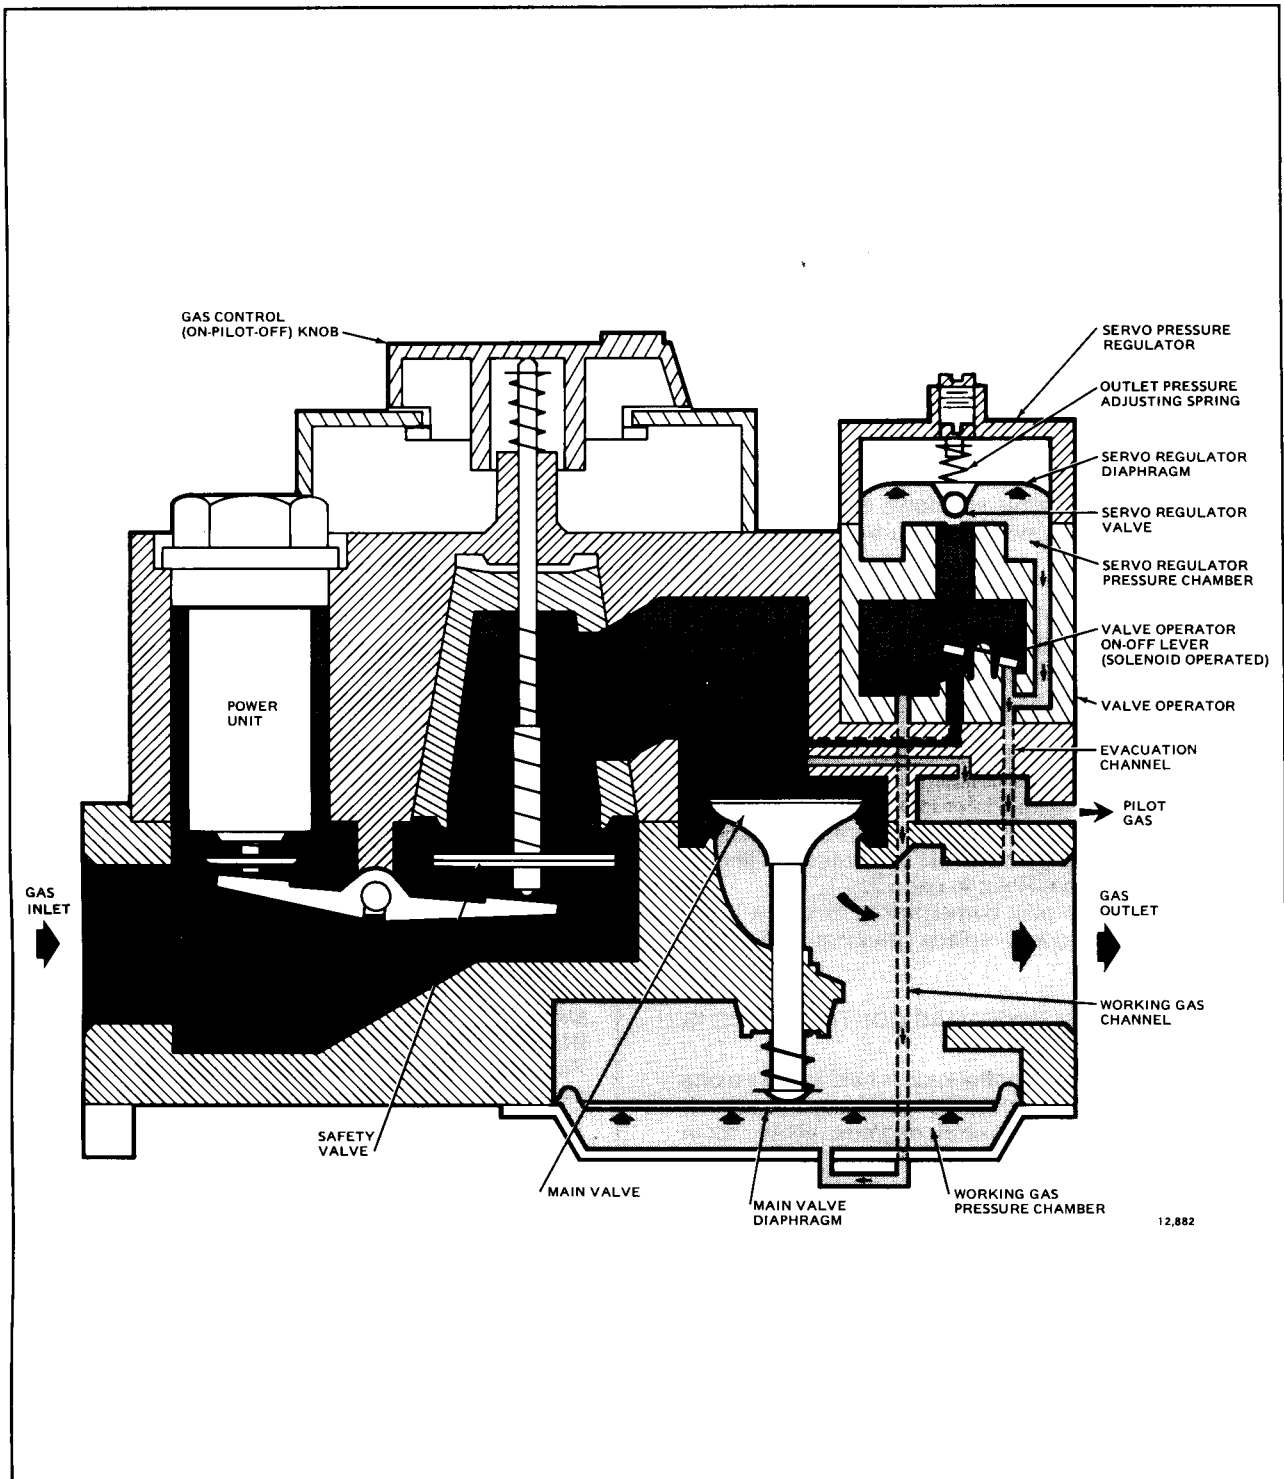 GAS CONTROL
(ON-PILOT-OFF) KNOB
SERVO PRESSURE
REGULATOR
OUTLET PRESSURE
ADJUSTING SPRING
SERVO REGULATOR
DIAPHRAGM
SERVO REGULATOR
VALVE
SERVO REGULATOR
PRESSURE CHAMBER
VALVE OPERATOR
ON-OFF LEVER
(SOLENOID OPERATED)
POWER
UNIT
VALVE OPERATOR
EVACUATION
CHANNEL
PILOT
GAS
GAS
INLET
GAS
OUTLET
WORKING GAS
CHANNEL
SAFETY
VALVE
MAIN VALVE
MAIN VALVE
DIAPHRAGM
WORKING GAS
PRESSURE CHAMBER
12,882